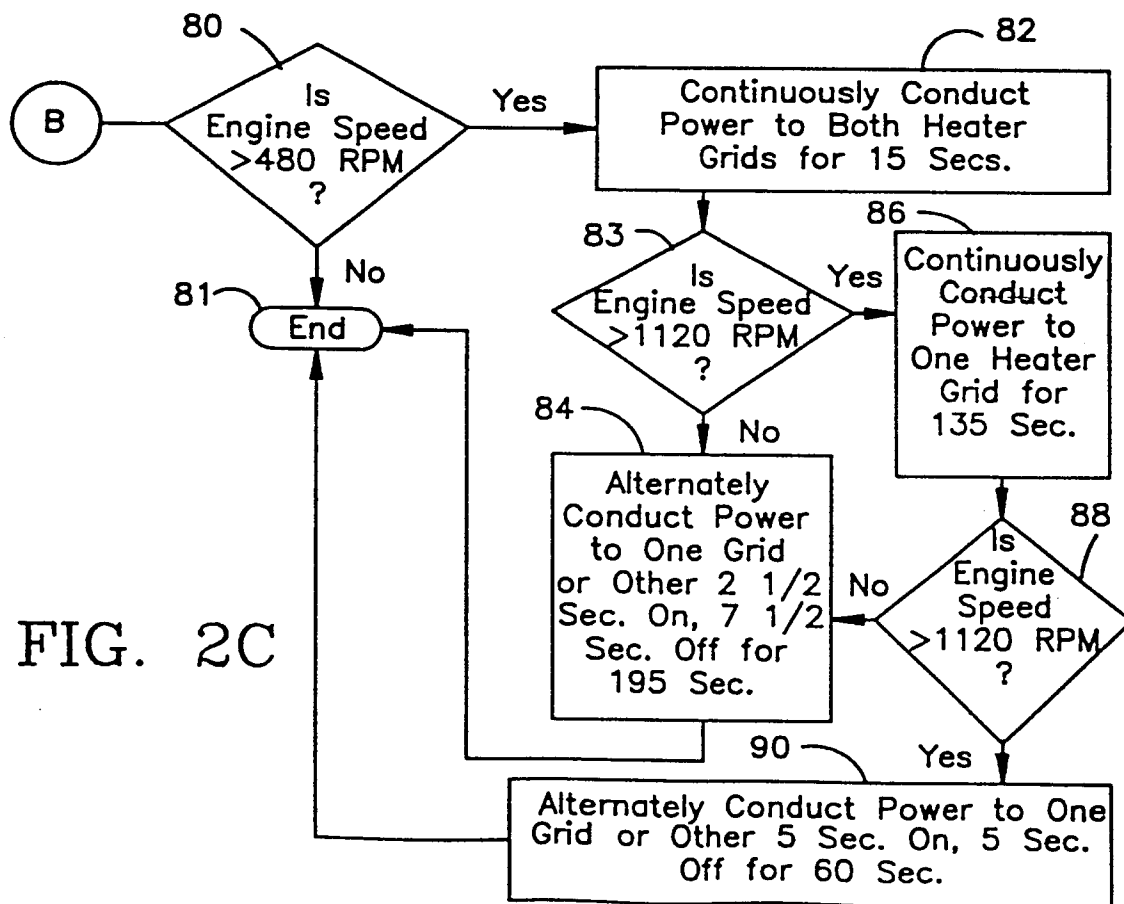 80
B
Is
Engine Speed
>480 RPM
?
Yes
82
Continuously Conduct
Power to Both Heater
Grids for 15 Secs.
No
81
End
83
Is
Engine Speed
>1120 RPM
?
Yes
86
Continuously
Conduct
Power to
One Heater
Grid for
135 Sec.
No
84
Alternately
Conduct Power
to One Grid
or Other 2 1/2
Sec. On, 7 1/2
Sec. Off for
195 Sec.
88
Is
Engine
Speed
>1120 RPM
?
No
Yes
90
Alternately Conduct Power to One
Grid or Other 5 Sec. On, 5 Sec.
Off for 60 Sec.
FIG. 2C